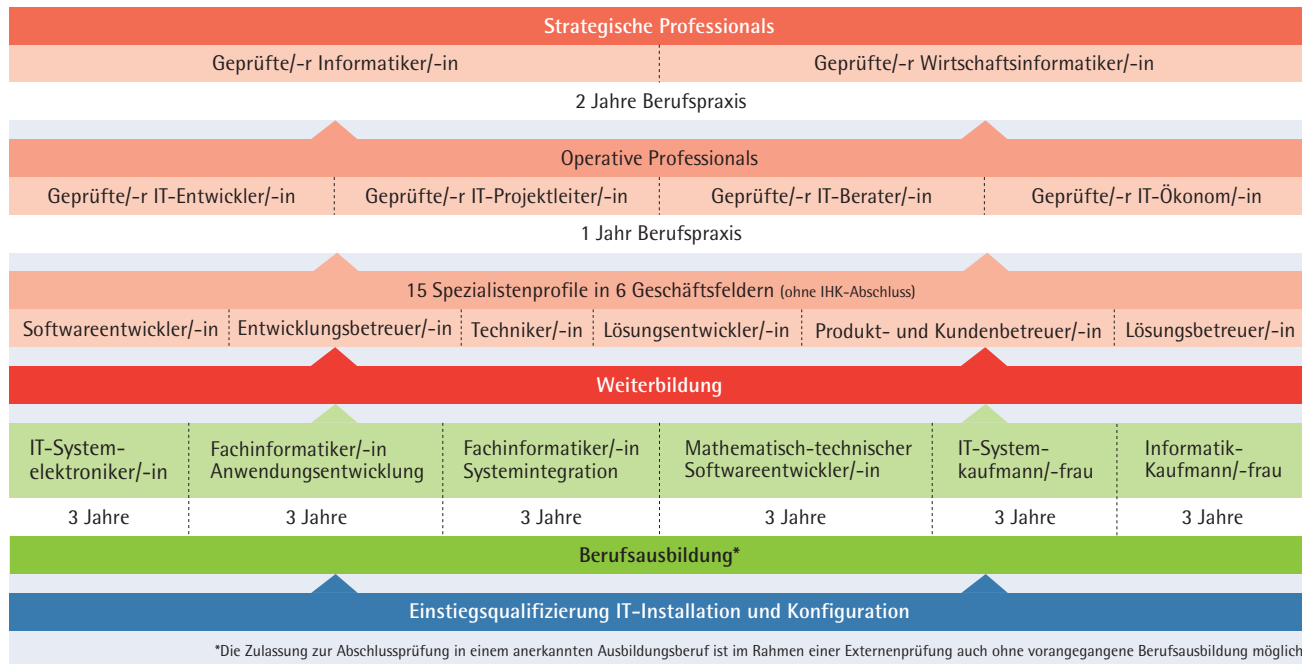 Strategische Professionals
Geprüfte/-r Informatiker/-in Geprüfte/-r Wirtschaftsinformatiker/-in
2 Jahre Berufspraxis
Operative Professionals
Geprüfte/-r IT-Entwickler/-in Geprüfte/-r IT-Projektleiter/-in Geprüfte/-r IT-Berater/-in Geprüfte/-r IT-Ökonom/-in
1 Jahr Berufspraxis
15 Spezialistenprofile in 6 Geschäftsfeldern (ohne IHK-Abschluss)
Softwareentwickler/-in Entwicklungsbetreuer/-in Techniker/-in Lösungsentwickler/-in Produkt- und Kundenbetreuer/-in Lösungsbetreuer/-in
Weiterbildung
IT-System-
elektroniker/-in
Fachinformatiker/-in
Anwendungsentwicklung
Fachinformatiker/-in
Systemintegration
Mathematisch-technischer
Softwareentwickler/-in
IT-System-
kaufmann/-frau
Informatik-
Kaufmann/-frau
3 Jahre 3 Jahre 3 Jahre 3 Jahre 3 Jahre 3 Jahre
Berufsausbildung*
Einstiegsqualifizierung IT-Installation und Konfiguration
*Die Zulassung zur Abschlussprüfung in einem anerkannten Ausbildungsberuf ist im Rahmen einer Externenprüfung auch ohne vorangegangene Berufsausbildung möglich